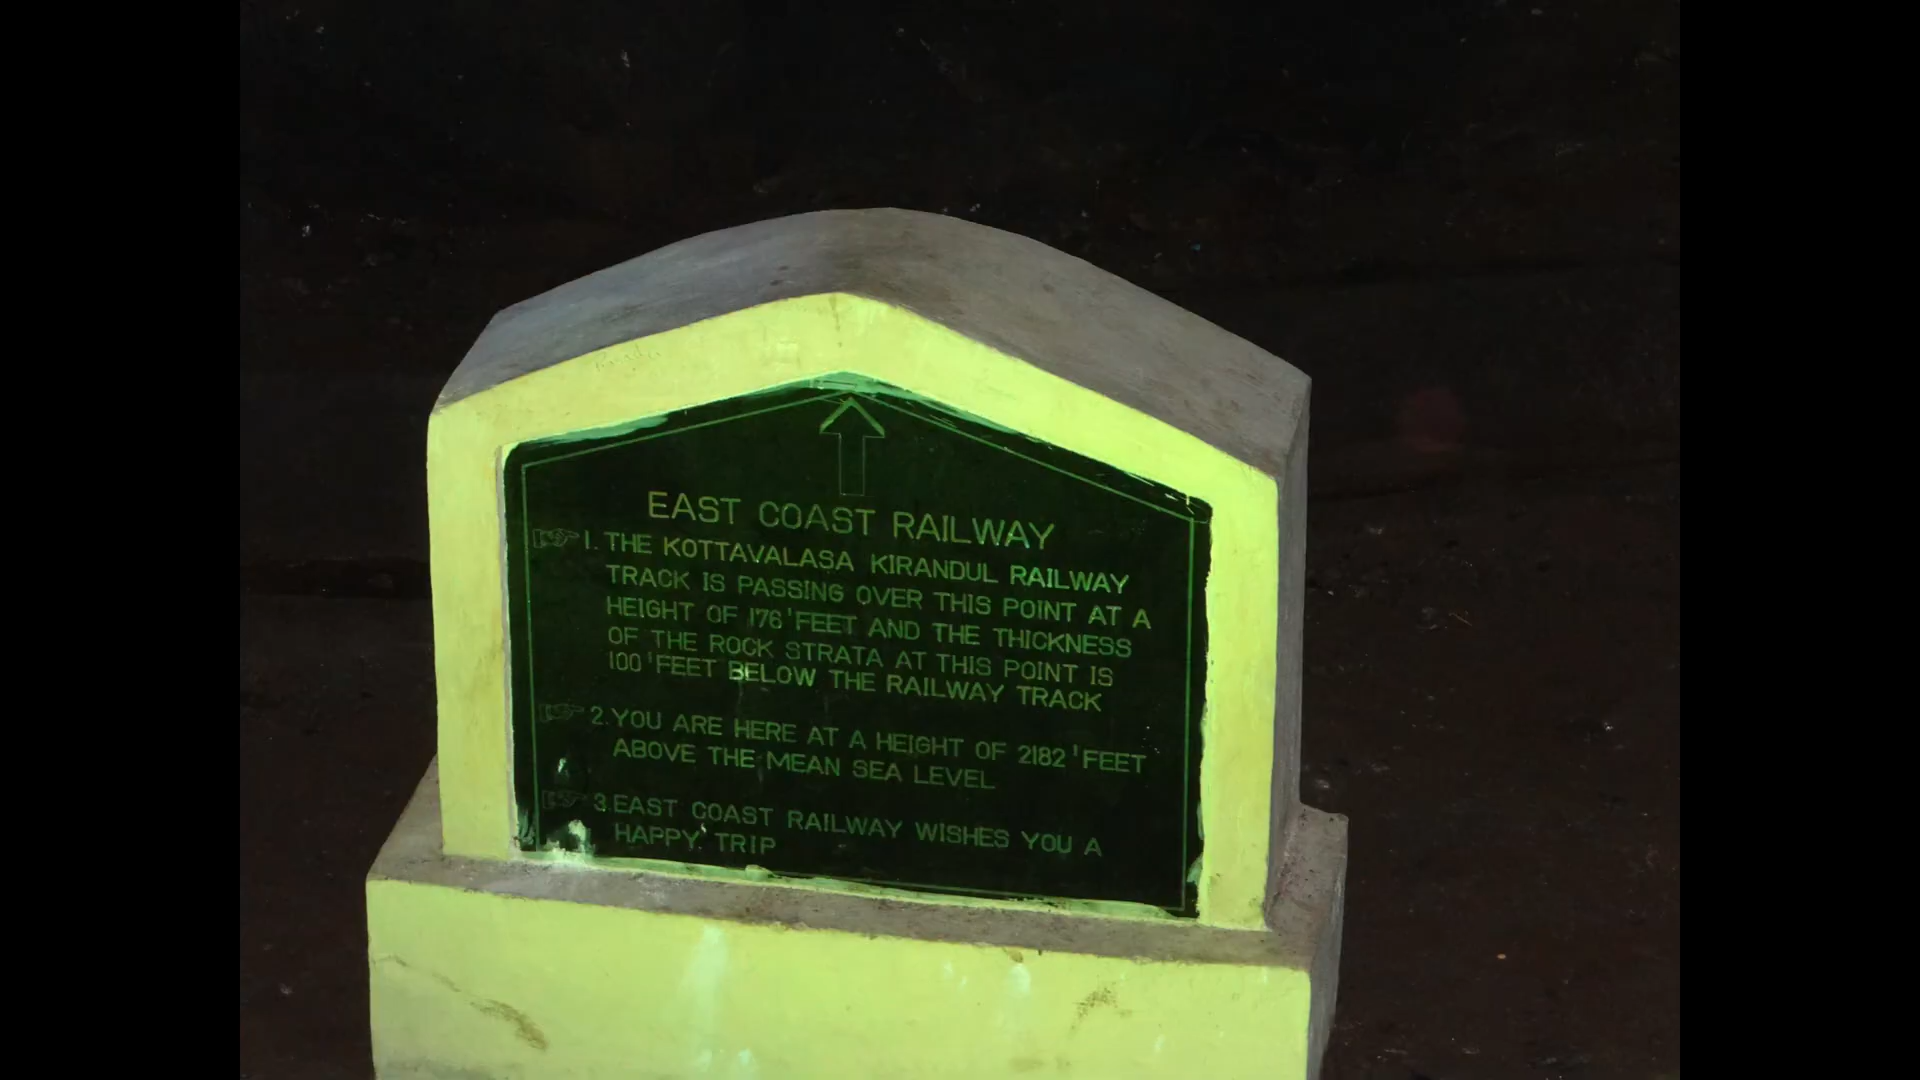 EAST COAST RAILWAY
1. THE KOTTAVALASA KIRANDUL RAILWAY
TRACK IS PASSING OVER THIS POINT AT A
HEIGHT OF 176'FEET AND THE THICKNESS
OF THE ROCK STRATA AT THIS POINT IS
100'FEET BELOW THE RAILWAY TRACK
2. YOU ARE HERE AT A HEIGHT OF 2182'FEET
ABOVE THE MEAN SEA LEVEL
3. EAST COAST RAILWAY WISHES YOU A
HAPPY TRIP